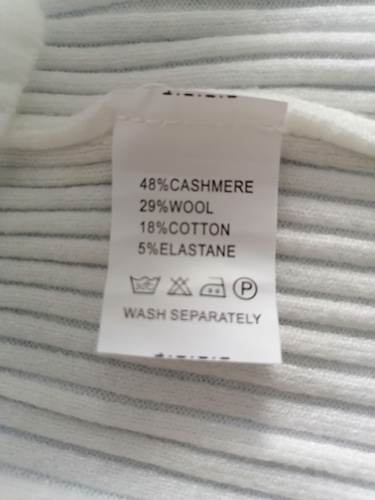 48%CASHMERE
29%WOOL
18%COTTON
5%ELASTANE
P
WASH SEPARATELY